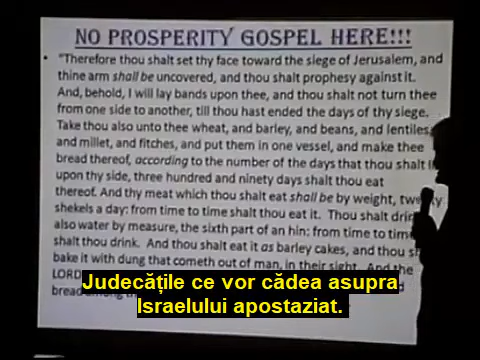 NO PROSPERITY GOSPEL HERE!!!
• "Therefore thou shalt set thy face toward the siege of Jerusalem, and
thine arm shall be uncovered, and thou shalt prophesy against it.
And, behold, I will lay bands upon thee, and thou shalt not turn thee
from one side to another, till thou hast ended the days of thy siege.
Take thou also unto thee wheat, and barley, and beans, and lentiles,
and millet, and fitches, and put them in one vessel, and make thee
bread thereof, according to the number of the days that thou shalt
upon thy side, three hundred and ninety days shalt thou eat
thereof. And thy meat which thou shalt eat shall be by weight,
shekels a day: from time to time shalt thou eat it. Thou shalt
also water by measure, the sixth part of an hin: from time to
shalt thou drink. And thou shalt eat it as barley cakes, and thou
bake it with dung that cometh out of man, in their sight. And the
LORD
bread
Judecățile ce vor cădea asupra
Israelului apostaziat.